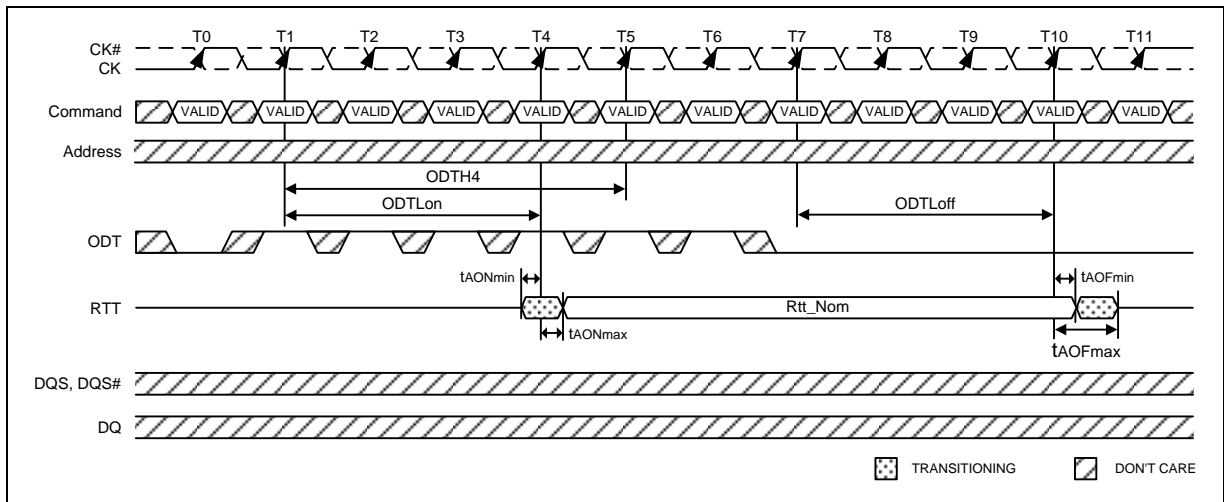 T0 T1 T2 T3 T4 T5 T6 T7 T8 T9 T10 T11
CK#
CK
Command VALID VALID VALID VALID VALID VALID VALID VALID VALID VALID VALID VALID
Address
ODTH4
ODTLon ODTLoff
ODT
tAONmin tAOFmin
RTT Rtt_Nom
tAONmax
tAOFmax
DQS, DQS#
DQ
TRANSITIONING DON'T CARE